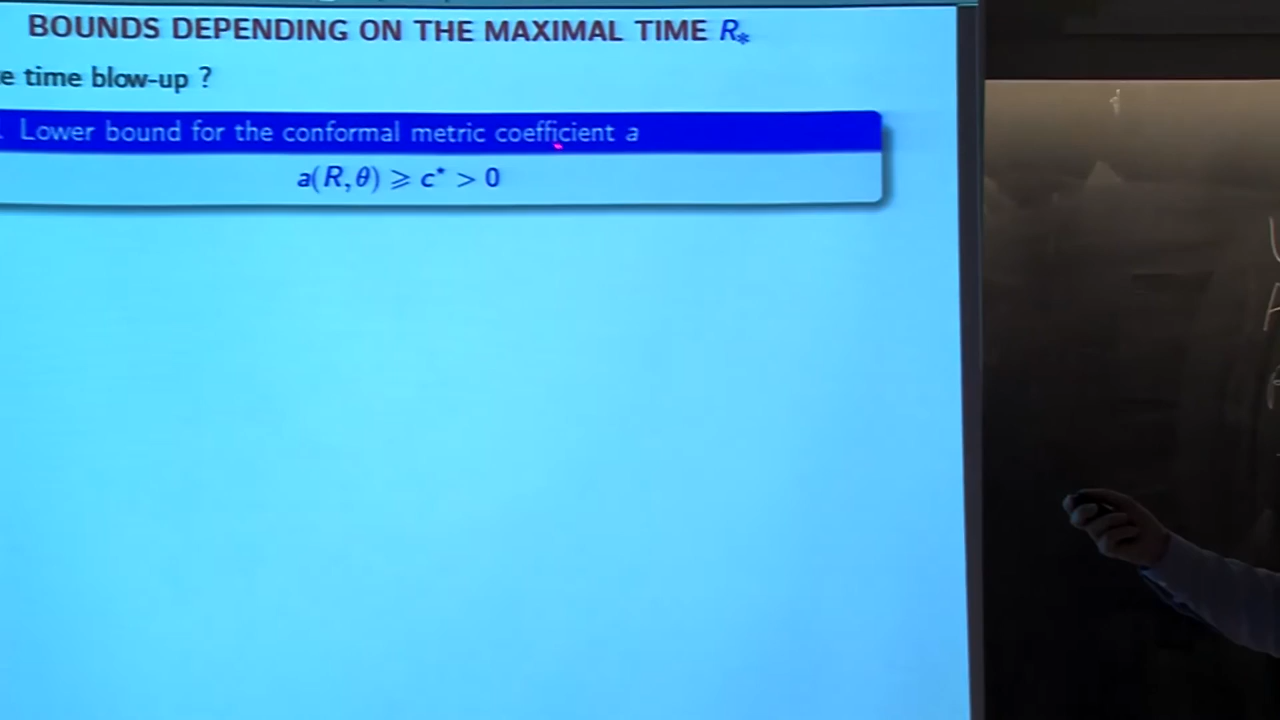 BOUNDS DEPENDING ON THE MAXIMAL TIME R*
e time blow-up ?
. Lower bound for the conformal metric coefficient a
a(R, θ) ⩾ c* > 0